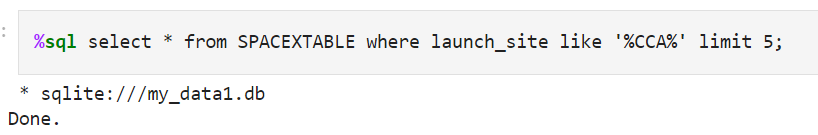 :
%sql select * from SPACEXTABLE where launch_site like '%CCA%' limit 5;
* sqlite:///my_data1.db
Done.